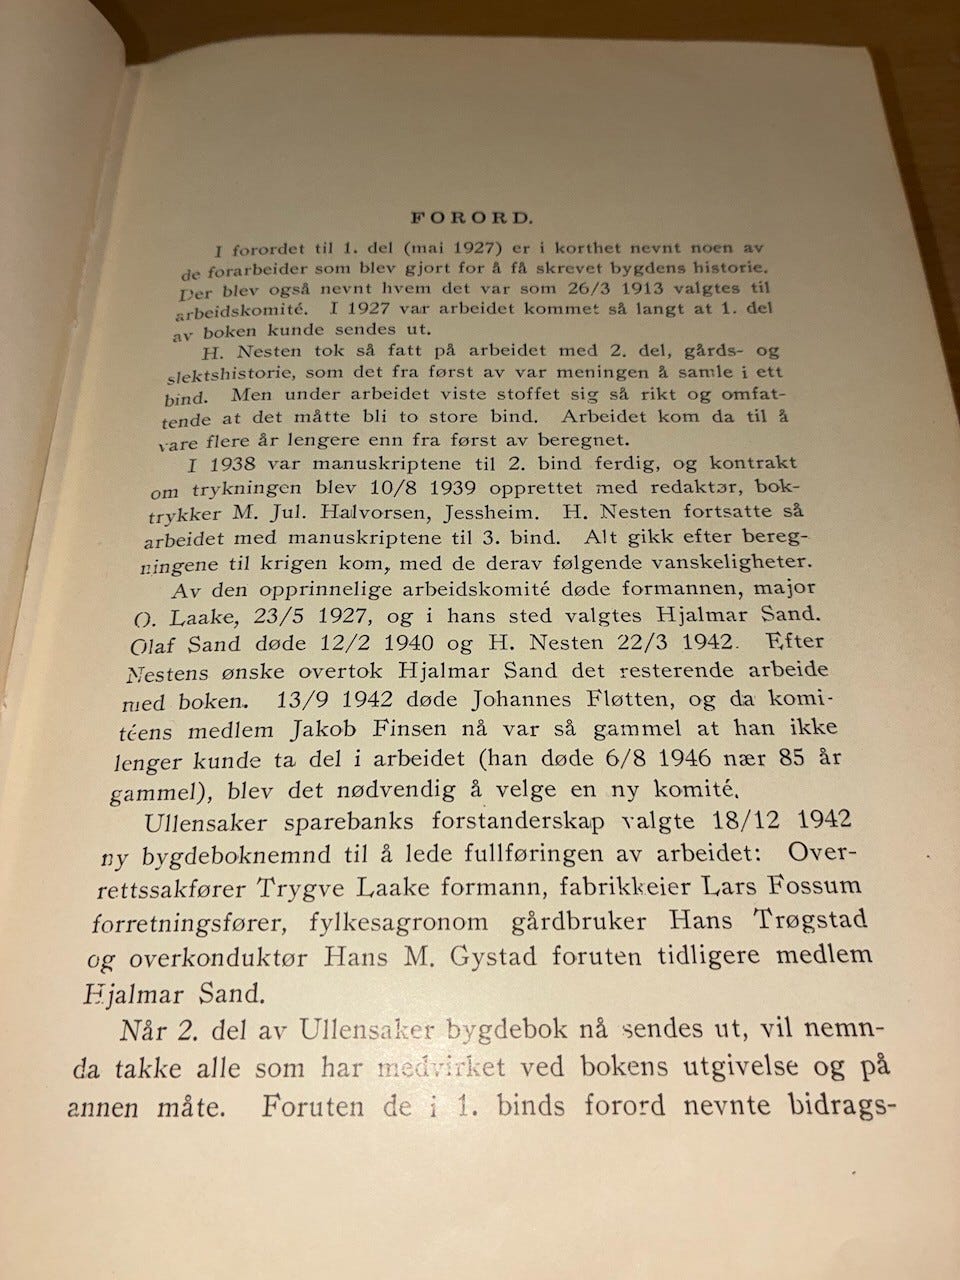 FORORD.
I forordet til 1. del (mai 1927) er i korthet nevnt noen av
de forarbeider som blev gjort for å få skrevet bygdens historie.
Der blev også nevnt hvem det var som 26/3 1913 valgtes til
arbeidskomité. I 1927 var arbeidet kommet så langt at 1. del
av boken kunde sendes ut.
H. Nesten tok så fatt på arbeidet med 2. del, gårds- og
slektshistorie, som det fra først av var meningen å samle i ett
bind. Men under arbeidet viste stoffet sig så rikt og omfat-
tende at det måtte bli to store bind. Arbeidet kom da til å
vare flere år lengere enn fra først av beregnet.
I 1938 var manuskriptene til 2. bind ferdig, og kontrakt
om trykningen blev 10/8 1939 opprettet med redaktør, bok-
trykker M. Jul. Halvorsen, Jessheim. H. Nesten fortsatte så
arbeidet med manuskriptene til 3. bind. Alt gikk efter bereg-
ningene til krigen kom, med de derav følgende vanskeligheter.
Av den opprinnelige arbeidskomité døde formannen, major
O. Laake, 23/5 1927, og i hans sted valgtes Hjalmar Sand.
Olaf Sand døde 12/2 1940 og H. Nesten 22/3 1942. Efter
Nestens ønske overtok Hjalmar Sand det resterende arbeide
med boken. 13/9 1942 døde Johannes Fløtten, og da komi-
téens medlem Jakob Finsen nå var så gammel at han ikke
lenger kunde ta del i arbeidet (han døde 6/8 1946 nær 85 år
gammel), blev det nødvendig å velge en ny komité.
Ullensaker sparebanks forstanderskap valgte 18/12 1942
ny bygdeboknemnd til å lede fullføringen av arbeidet: Over-
rettssakfører Trygve Laake formann, fabrikkeier Lars Fossum
forretningsfører, fylkesagronom gårdbruker Hans Trøgstad
og overkonduktør Hans M. Gystad foruten tidligere medlem
Hjalmar Sand.
Når 2. del av Ullensaker bygdebok nå sendes ut, vil nemn-
da takke alle som har medvirket ved bokens utgivelse og på
annen måte. Foruten de i 1. binds forord nevnte bidrags-